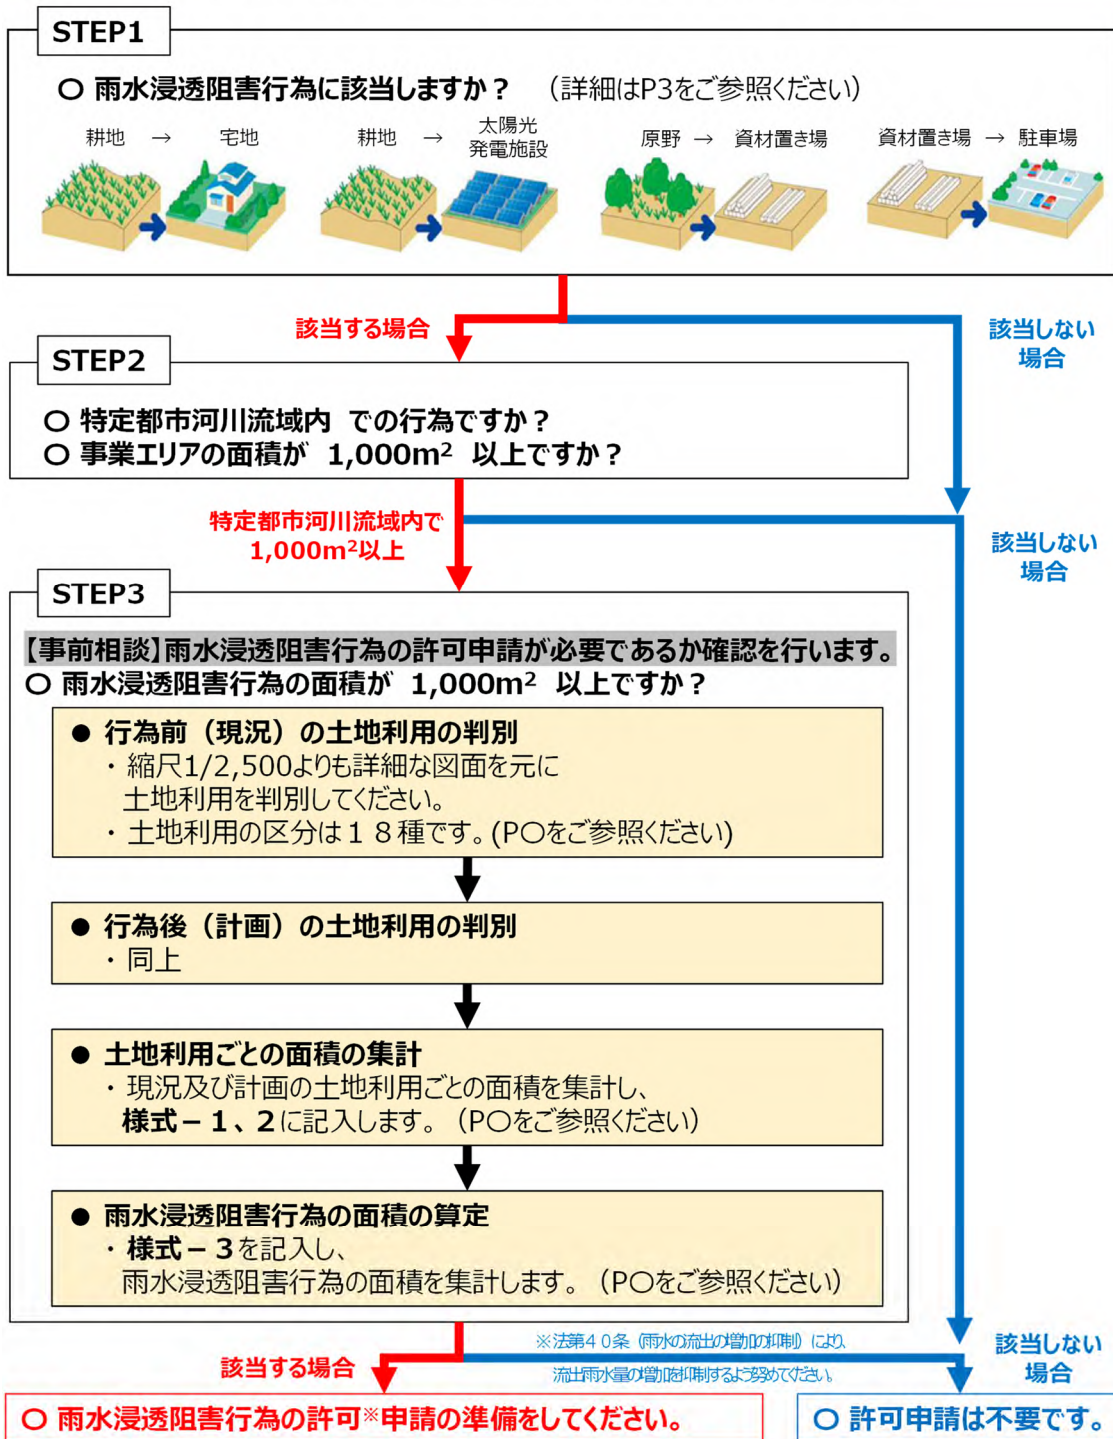 STEP1
○ 雨水浸透阻害行為に該当しますか？ （詳細はP3をご参照ください）
耕地 → 宅地
耕地 → 太陽光
発電施設
原野 → 資材置き場
資材置き場 → 駐車場
該当する場合
該当しない
場合
STEP2
○ 特定都市河川流域内 での行為ですか？
○ 事業エリアの面積が 1,000m² 以上ですか？
特定都市河川流域内で
1,000m²以上
該当しない
場合
STEP3
【事前相談】雨水浸透阻害行為の許可申請が必要であるか確認を行います。
○ 雨水浸透阻害行為の面積が 1,000m² 以上ですか？
● 行為前（現況）の土地利用の判別
・ 縮尺1/2,500よりも詳細な図面を元に
土地利用を判別してください。
・ 土地利用の区分は１８種です。(P○をご参照ください)
● 行為後（計画）の土地利用の判別
・ 同上
● 土地利用ごとの面積の集計
・ 現況及び計画の土地利用ごとの面積を集計し、
様式－１、２に記入します。（P○をご参照ください）
● 雨水浸透阻害行為の面積の算定
・ 様式－３を記入し、
雨水浸透阻害行為の面積を集計します。（P○をご参照ください）
※法第４０条（雨水の流出の増加の抑制）により、
流出雨水量の増加を抑制するよう努めてください。
該当する場合
該当しない
場合
○ 雨水浸透阻害行為の許可※申請の準備をしてください。
○ 許可申請は不要です。